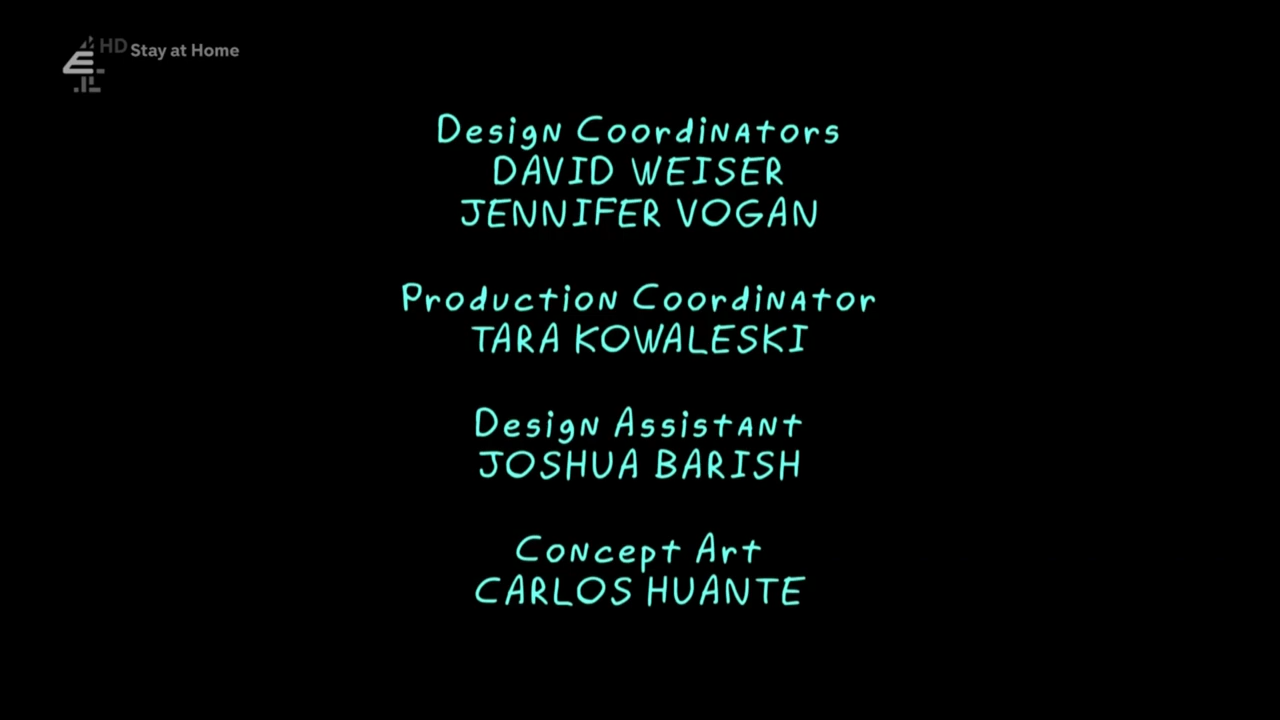 HD Stay at Home
Design Coordinators
DAVID WEISER
JENNIFER VOGAN
Production Coordinator
TARA KOWALESKI
Design Assistant
JOSHUA BARISH
Concept Art
CARLOS HUANTE